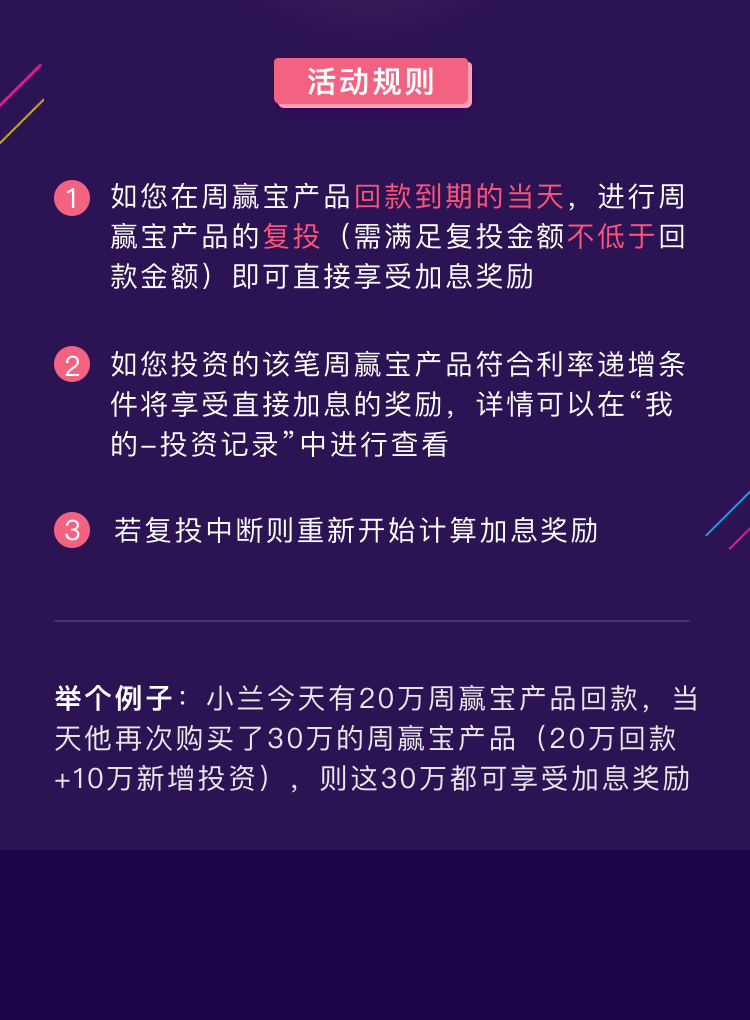 活动规则
1 如您在周赢宝产品回款到期的当天，进行周
赢宝产品的复投（需满足复投金额不低于回
款金额）即可直接享受加息奖励
2 如您投资的该笔周赢宝产品符合利率递增条
件将享受直接加息的奖励，详情可以在“我
的–投资记录”中进行查看
3 若复投中断则重新开始计算加息奖励
举个例子：小兰今天有20万周赢宝产品回款，当
天他再次购买了30万的周赢宝产品（20万回款
+10万新增投资），则这30万都可享受加息奖励